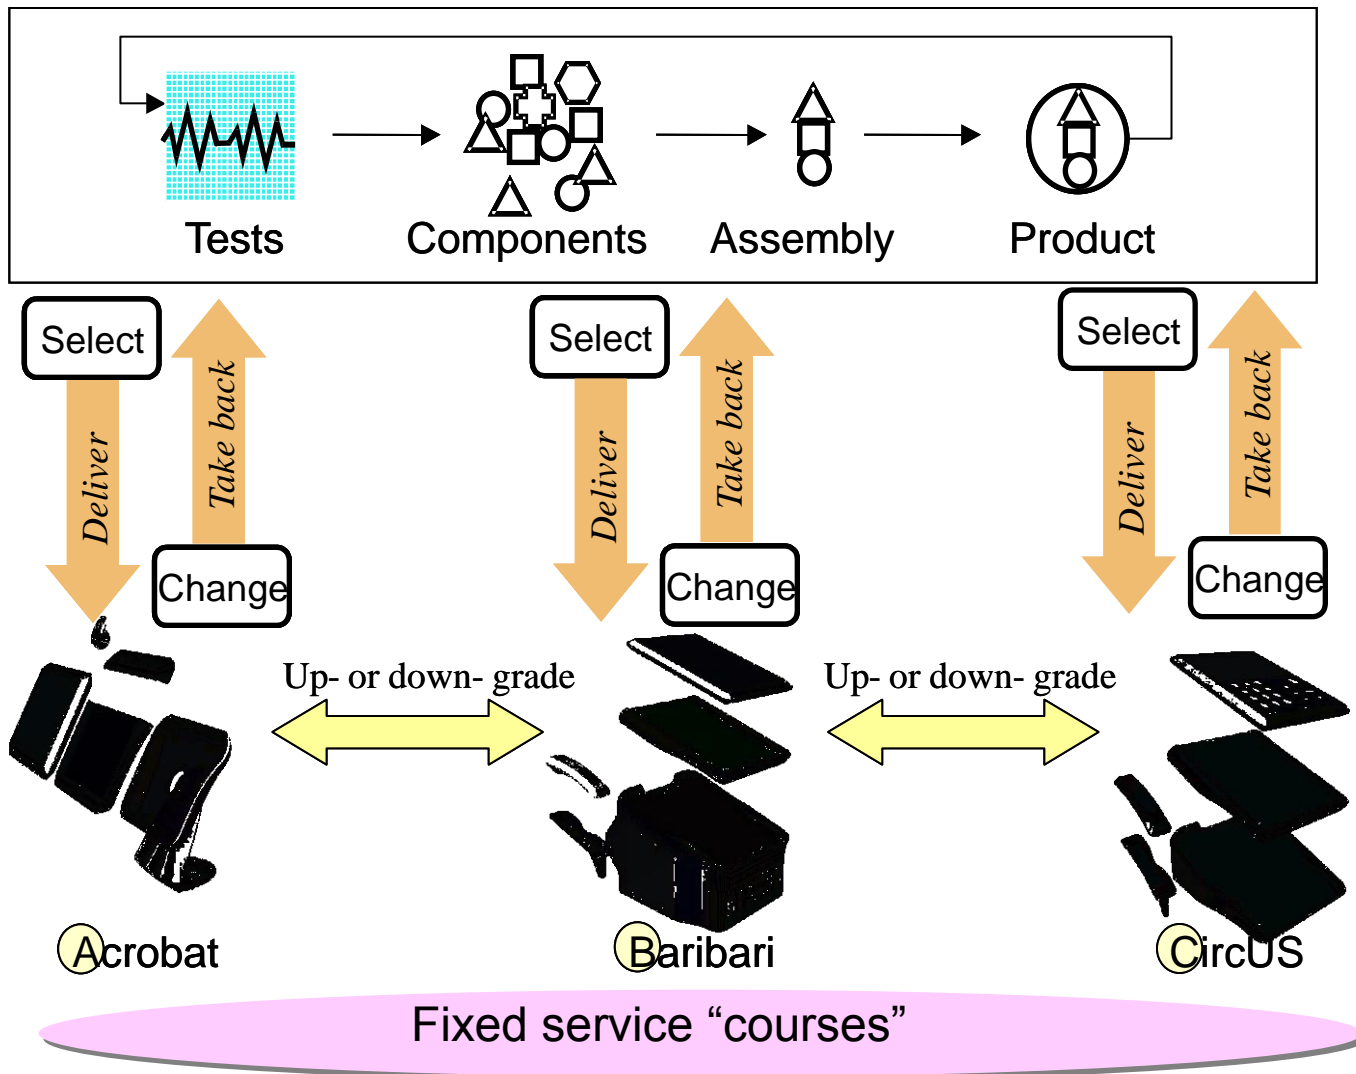 Tests
Components
Assembly
Product
Select
Select
Select
Deliver
Take back
Deliver
Take back
Deliver
Take back
Change
Change
Change
Up- or down- grade
Up- or down- grade
Acrobat
Baribari
CircUS
Fixed service “courses”